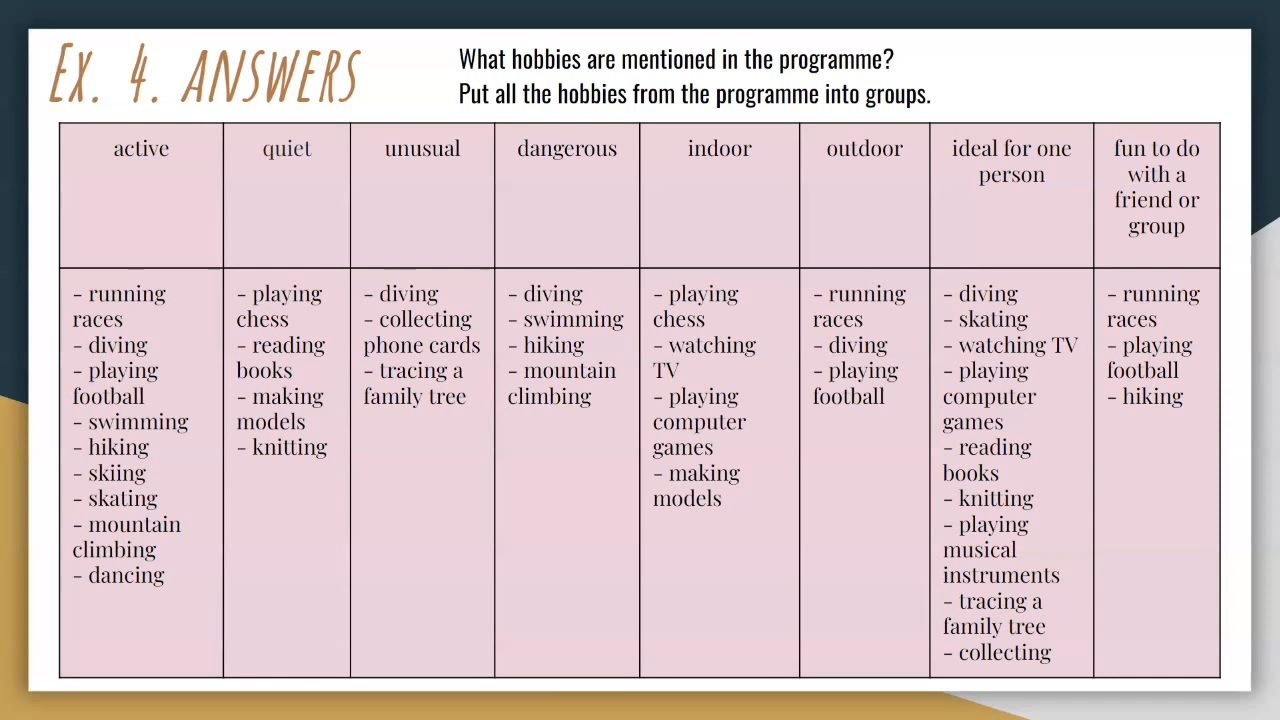 Ex. 4. ANSWERS
What hobbies are mentioned in the programme?
Put all the hobbies from the programme into groups.
active
quiet
unusual
dangerous
indoor
outdoor
ideal for one
person
fun to do
with a
friend or
group
- running
races
- diving
- playing
football
- swimming
- hiking
- skiing
- skating
- mountain
climbing
- dancing
- playing
chess
- reading
books
- making
models
- knitting
- diving
- collecting
phone cards
- tracing a
family tree
- diving
- swimming
- hiking
- mountain
climbing
- playing
chess
- watching
TV
- playing
computer
games
- making
models
- running
races
- diving
- playing
football
- diving
- skating
- watching TV
- playing
computer
games
- reading
books
- knitting
- playing
musical
instruments
- tracing a
family tree
- collecting
- running
races
- playing
football
- hiking